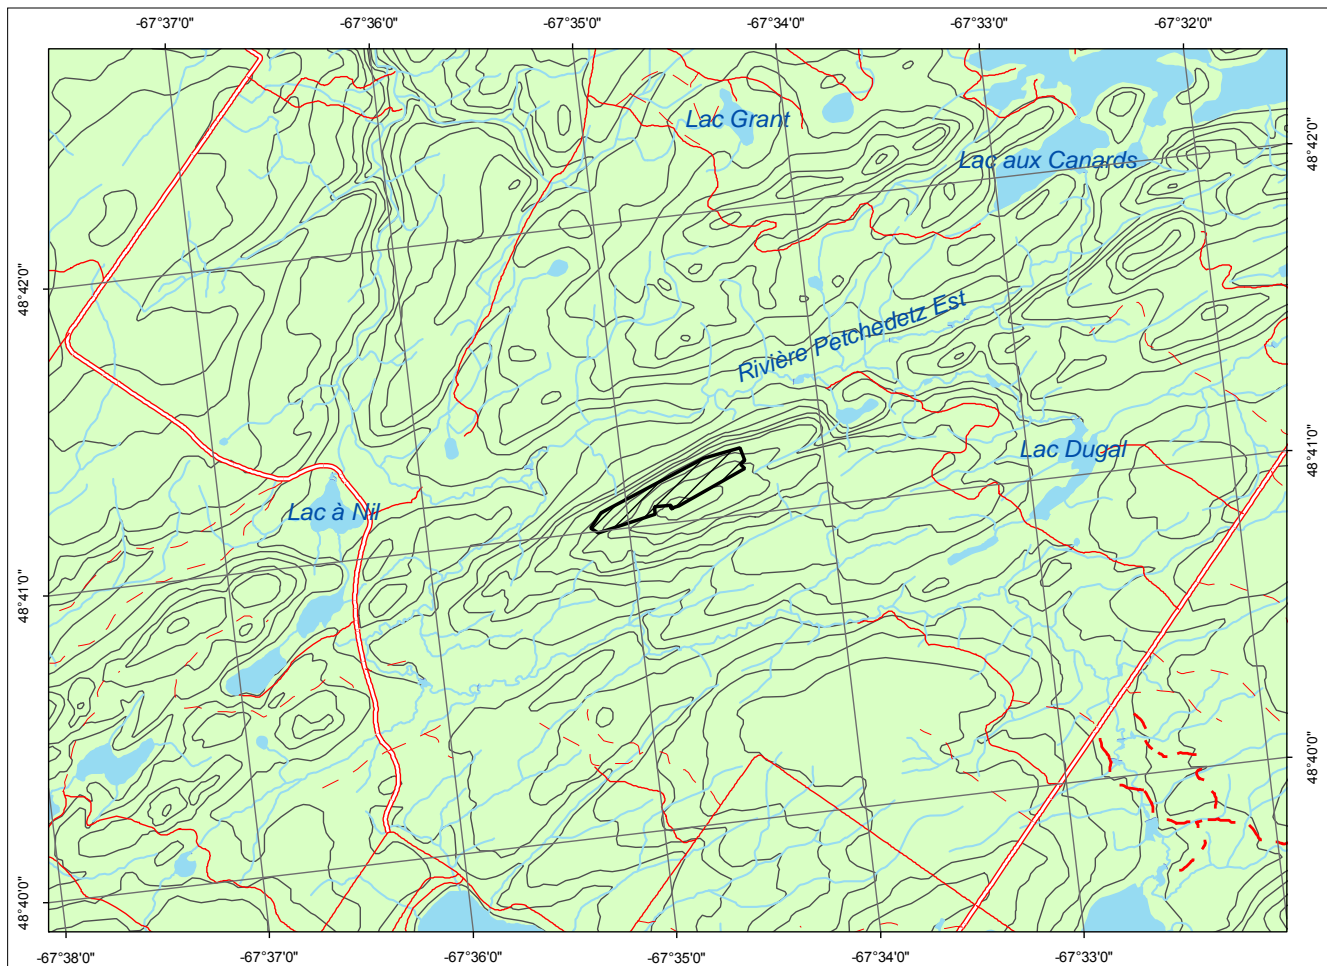 -67°37'0" -67°36'0" -67°35'0" -67°34'0" -67°33'0" -67°32'0"
Lac Grant
Lac aux Canards
48°42'0"
48°42'0"
Rivière Petchedetz Est
Lac Dugal
48°41'0"
Lac à Nil
48°41'0"
48°40'0"
48°40'0"
-67°38'0" -67°37'0" -67°36'0" -67°35'0" -67°34'0" -67°33'0"